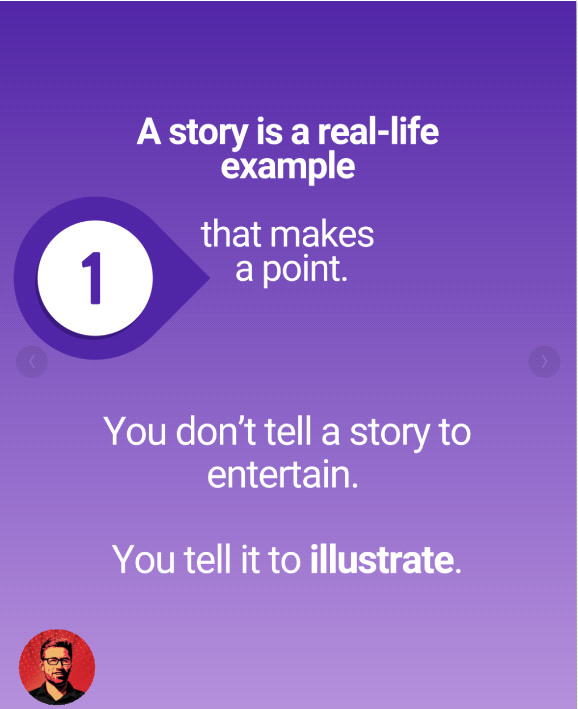 A story is a real-life
example
that makes
a point.
1
You don't tell a story to
entertain.
You tell it to illustrate.